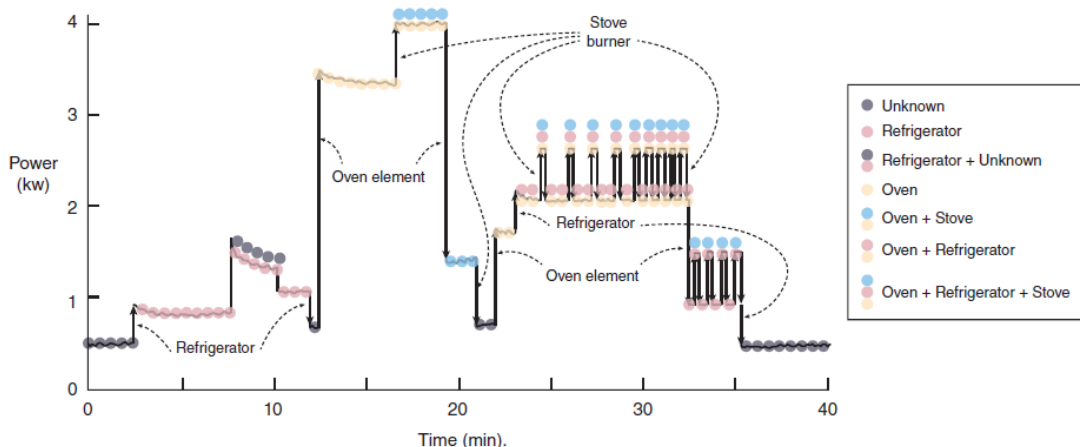 4
3
2
1
0
Power
(kw)
0
10
20
30
40
Time (min).
Stove
burner
Oven element
Refrigerator
Oven element
Refrigerator
Unknown
Refrigerator
Refrigerator + Unknown
Oven
Oven + Stove
Oven + Refrigerator
Oven + Refrigerator + Stove